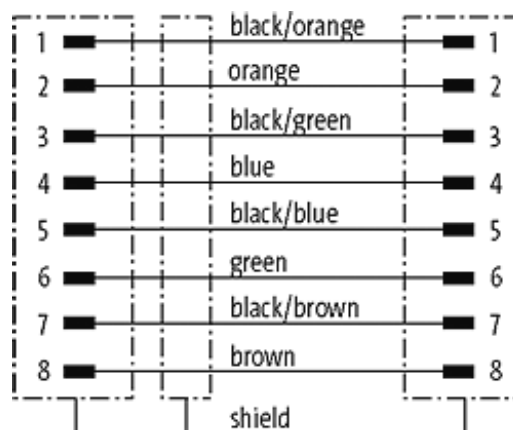 1 black/orange 1
2 orange 2
3 black/green 3
4 blue 4
5 black/blue 5
6 green 6
7 black/brown 7
8 brown 8
shield